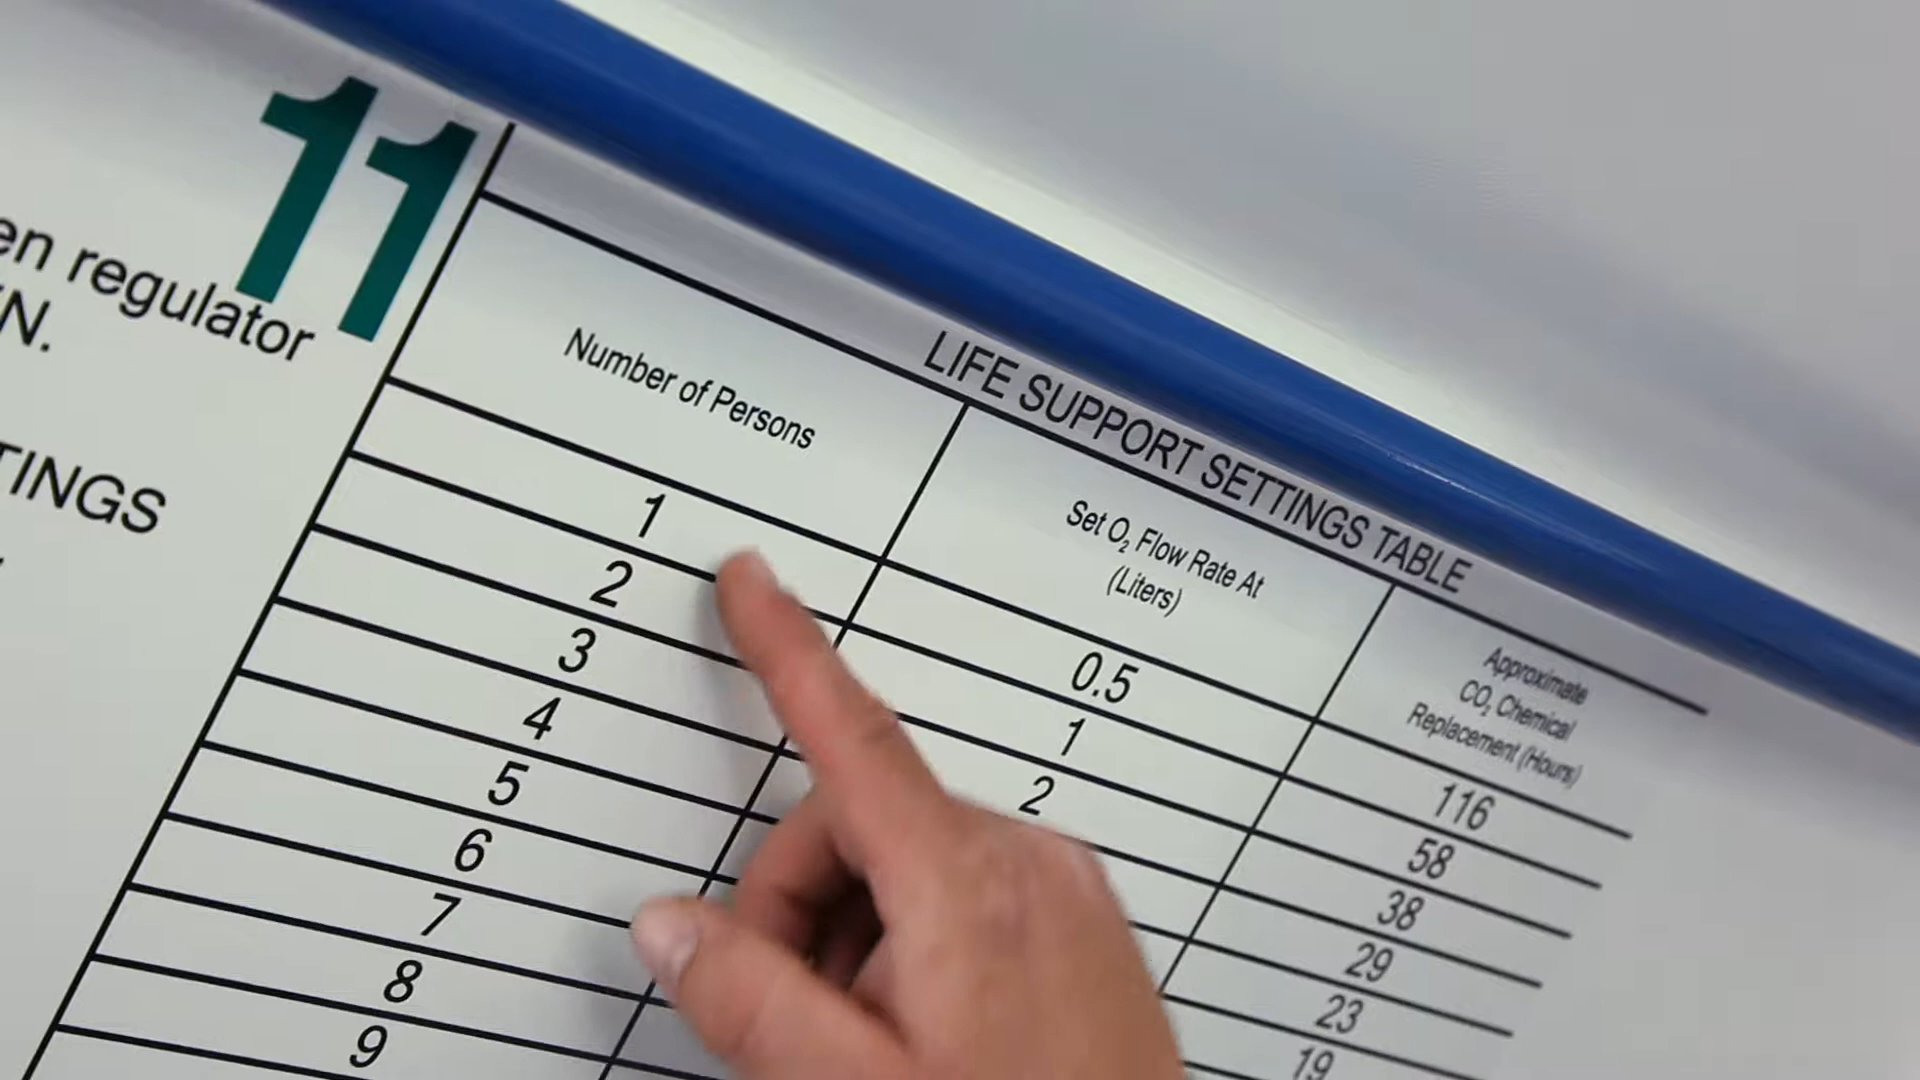 11
en regulator
N.
TINGS
LIFE SUPPORT SETTINGS TABLE
Number of Persons
Set O₂ Flow Rate At
(Liters)
Approximate
CO₂ Chemical
Replacement (Hours)
1 0.5 116
2 1 58
3 2 38
4 29
5 23
6 19
7
8
9